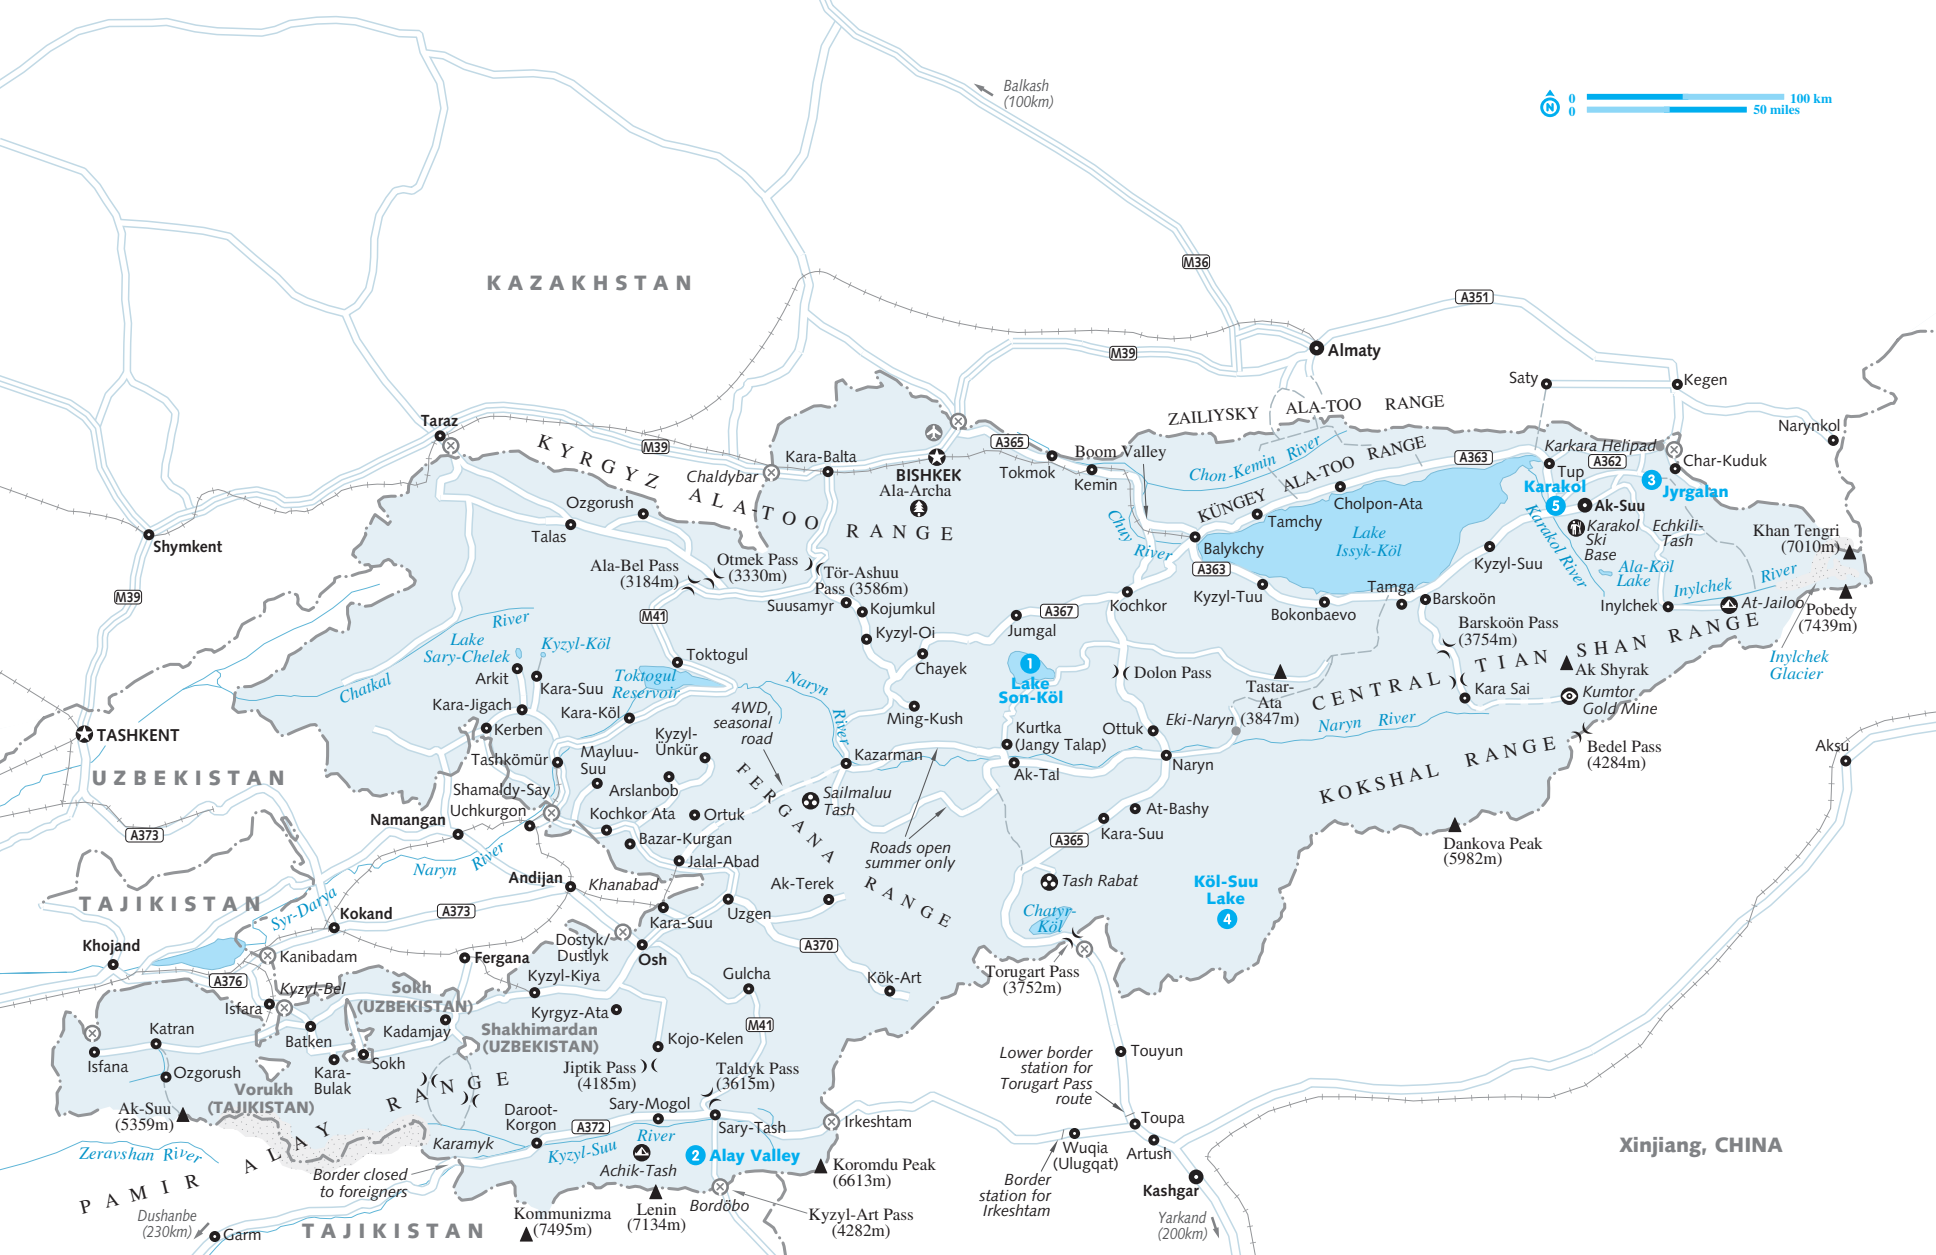 Balkash
(100km)
0
100 km
N
0
50 miles
M36
KAZAKHSTAN
A351
M39
Almaty
Saty
Kegen
ZAILIYSKY ALA-TOO RANGE
Taraz
M39
KYRGYZ ALA-TOO RANGE
Chaldybar
Kara-Balta
BISHKEK
Ala-Archa
A365
Tokmok
Boom Valley
Kemin
Chon-Kemin River
KÜNGEY ALA-TOO RANGE
A363
Karkara Helipad
A362
Narynkol
Char-Kuduk
Tup
3
Jyrgalan
Karakol
5
Ak-Suu
Cholpon-Ata
Tamchy
Lake
Issyk-Köl
Chuy
River
Balykchy
A363
Karakol River
Karakol
Ski
Base
Echkili-
Tash
Khan Tengri
(7010m)
Ozgorush
Talas
Shymkent
Ala-Bel Pass
(3184m)
Otmek Pass
(3330m)
Tör-Ashuu
Pass (3586m)
Suusamyr
Kojumkul
Kyzyl-Oi
Chayek
M39
M41
Kyzyl-Suu
Ala-Köl
Lake
Inylchek River
Inylchek
At-Jailoo
Pobedy
(7439m)
Kyzyl-Tuu
Bokonbaevo
Tamga
Barskoön
Barskoön Pass
(3754m)
Kochkor
A367
Jumgal
CENTRAL TIAN SHAN RANGE
Inylchek
Glacier
Ak Shyrak
Kara Sai
Kumtor
Gold Mine
Chatkal River
Lake
Sary-Chelek
Kyzyl-Köl
Arkit
Kara-Suu
Kara-Jigach
Kerben
Toktogul
Toktogul
Reservoir
Kara-Köl
Naryn
River
4WD,
seasonal
road
Ming-Kush
1
Lake
Son-Köl
Dolon Pass
Tastar-
Ata
(3847m)
Eki-Naryn
Naryn River
Ottuk
Kurtka
(Jangy Talap)
Ak-Tal
Naryn
Kazarman
KOKSHAL RANGE
Bedel Pass
(4284m)
Aksu
TASHKENT
UZBEKISTAN
Tashkömür
Mayluu-
Suu
Kyzyl-
Ünkür
Arslanbob
Shamaldy-Say
Uchkurgon
Kochkor Ata
Ortuk
Bazar-Kurgan
Jalal-Abad
FERGANA RANGE
Sailmaluu
Tash
Roads open
summer only
At-Bashy
Kara-Suu
A365
Tash Rabat
Chatyr-
Köl
Köl-Suu
Lake
4
Dankova Peak
(5982m)
A373
Namangan
Naryn River
Andijan
Khanabad
Ak-Terek
TAJIKISTAN
Syr-Darya
Kokand
A373
Kara-Suu
Uzgen
Khojand
Kanibadam
Fergana
Dostyk/
Dustlyk
Osh
A370
Kök-Art
Torugart Pass
(3752m)
A376
Kyzyl-Bel
Isfara
Sokh
(UZBEKISTAN)
Kyzyl-Kiya
Gulcha
Kyrgyz-Ata
Kadamjay
Shakhimardan
(UZBEKISTAN)
M41
Katran
Isfana
Batken
Sokh
Kara-
Bulak
Ozgorush
Vorukh
(TAJIKISTAN)
Kojo-Kelen
Jiptik Pass
(4185m)
Taldyk Pass
(3615m)
Ak-Suu
(5359m)
Daroot-
Korgon
Sary-Mogol
A372
Sary-Tash
Irkeshtam
Kyzyl-Suu River
Karamyk
Achik-Tash
2
Alay Valley
Koromdu Peak
(6613m)
Zeravshan River
PAMIR ALAY RANGE
Border closed
to foreigners
Bordöbo
Lenin
(7134m)
Kommunizma
(7495m)
Kyzyl-Art Pass
(4282m)
Dushanbe
(230km)
Garm
TAJIKISTAN
Lower border
station for
Torugart Pass
route
Touyun
Toupa
Wuqia
(Ulugqat)
Artush
Border
station for
Irkeshtam
Kashgar
Yarkand
(200km)
Xinjiang, CHINA